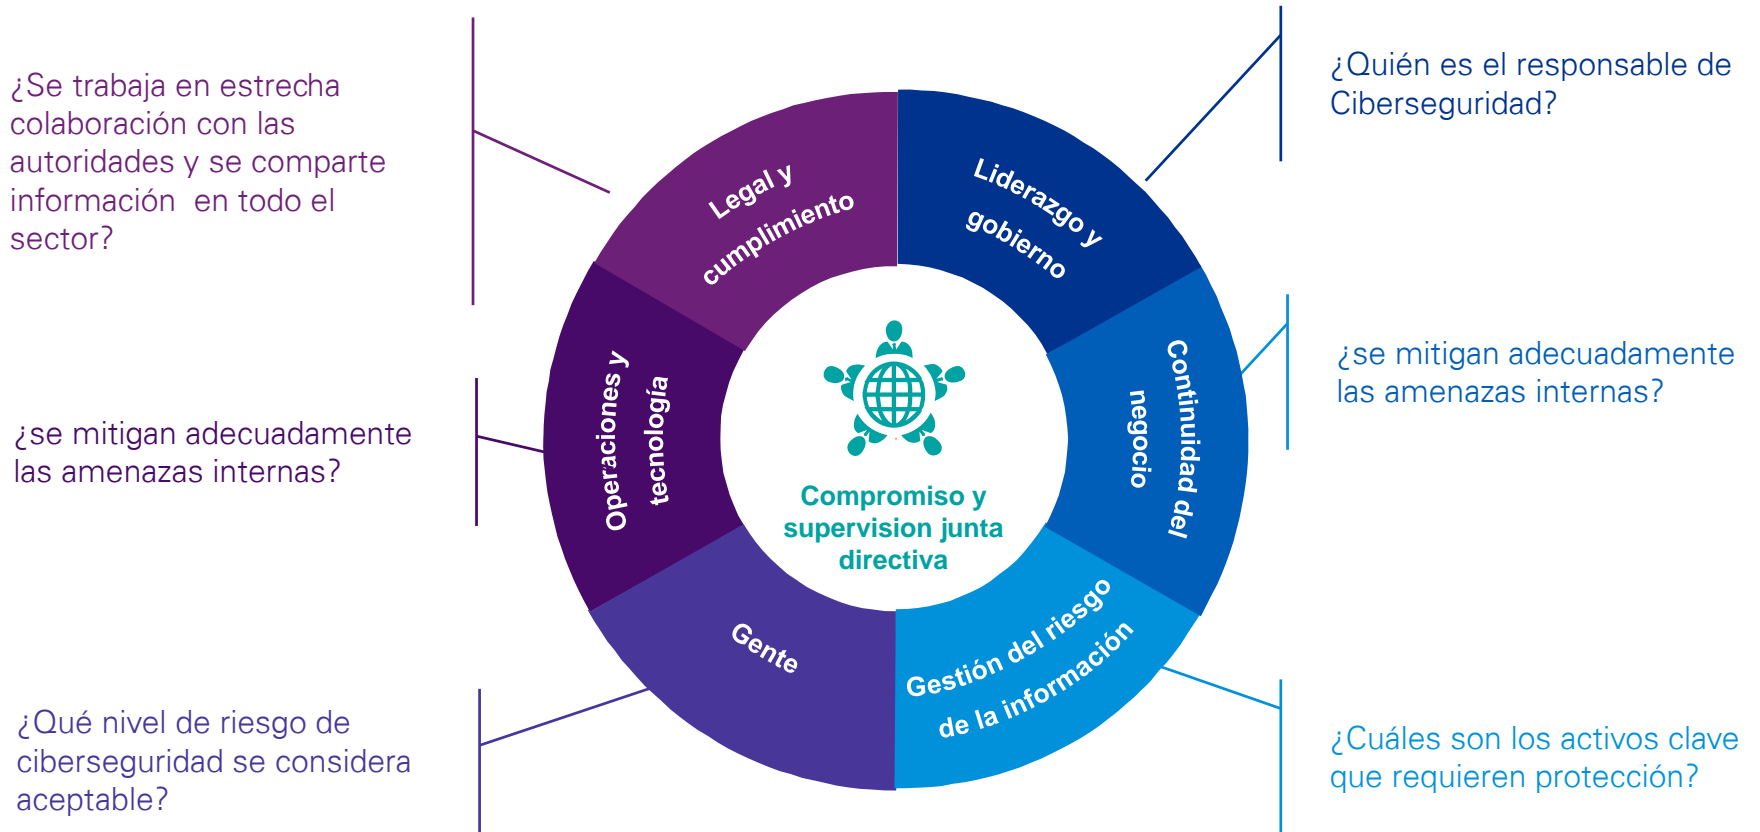 ¿Se trabaja en estrecha
colaboración con las
autoridades y se comparte
información  en todo el
sector?
¿Quién es el responsable de
Ciberseguridad?
Legal y
cumplimiento
Liderazgo y
gobierno
¿se mitigan adecuadamente
las amenazas internas?
Operaciones y
tecnología
Continuidad del
negocio
¿se mitigan adecuadamente
las amenazas internas?
Compromiso y
supervision junta
directiva
¿Qué nivel de riesgo de
ciberseguridad se considera
aceptable?
Gente
Gestión del riesgo
de la información
¿Cuáles son los activos clave
que requieren protección?